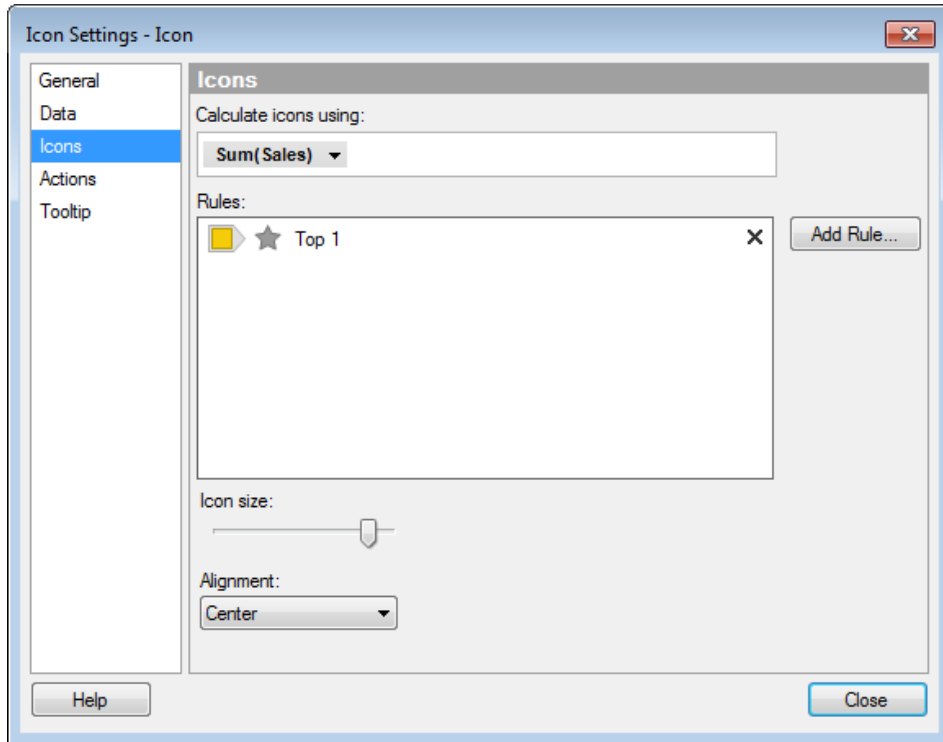 Icon Settings - Icon
General
Data
Icons
Actions
Tooltip
Icons
Calculate icons using:
Sum(Sales)
Rules:
Top 1
Add Rule...
Icon size:
Alignment:
Center
Help
Close